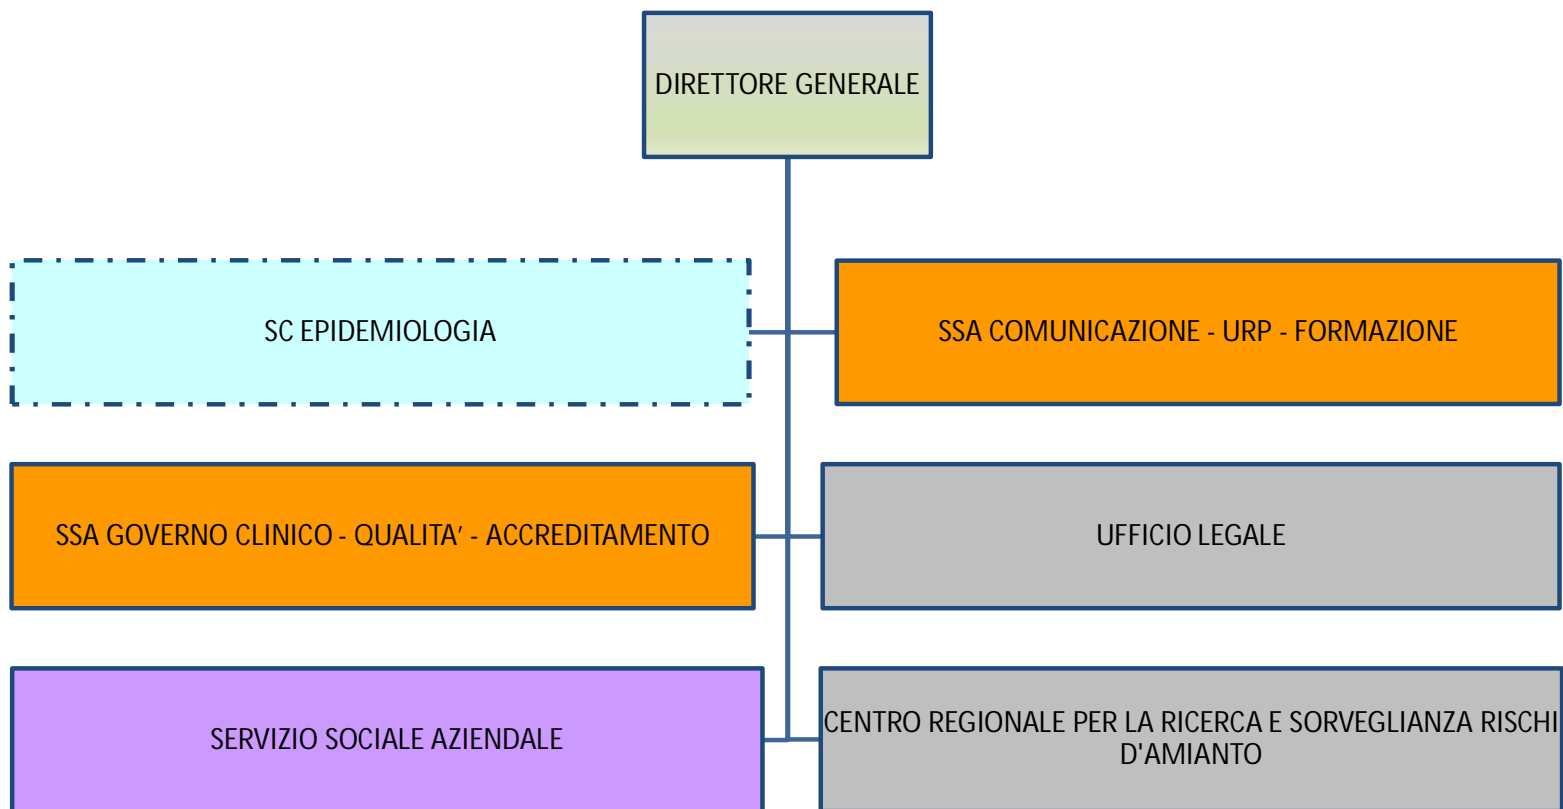 DIRETTORE GENERALE
SC EPIDEMIOLOGIA
SSA COMUNICAZIONE - URP - FORMAZIONE
SSA GOVERNO CLINICO - QUALITA’ - ACCREDITAMENTO
UFFICIO LEGALE
SERVIZIO SOCIALE AZIENDALE
CENTRO REGIONALE PER LA RICERCA E SORVEGLIANZA RISCHI
D'AMIANTO